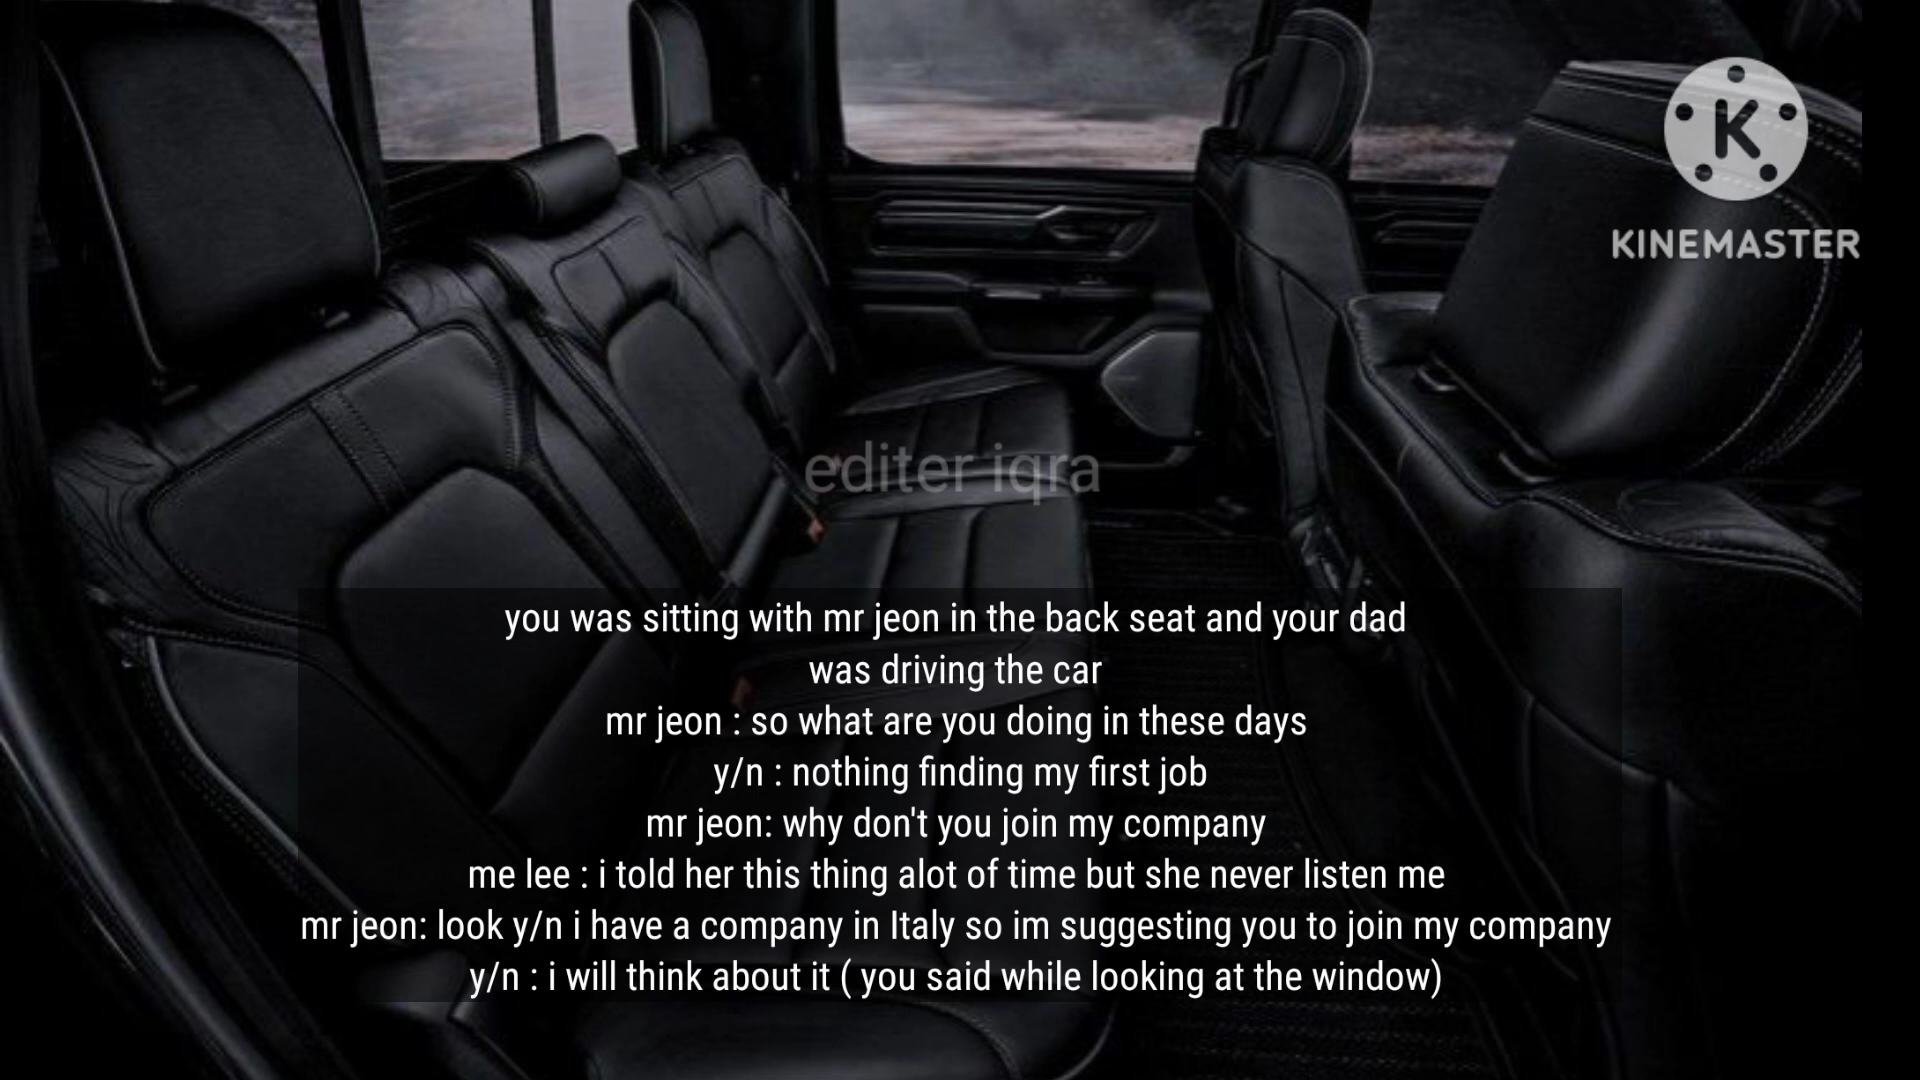 KINEMASTER
editer iqra
you was sitting with mr jeon in the back seat and your dad
was driving the car
mr jeon : so what are you doing in these days
y/n : nothing finding my first job
mr jeon: why don't you join my company
me lee : i told her this thing alot of time but she never listen me
mr jeon: look y/n i have a company in Italy so im suggesting you to join my company
y/n : i will think about it ( you said while looking at the window)